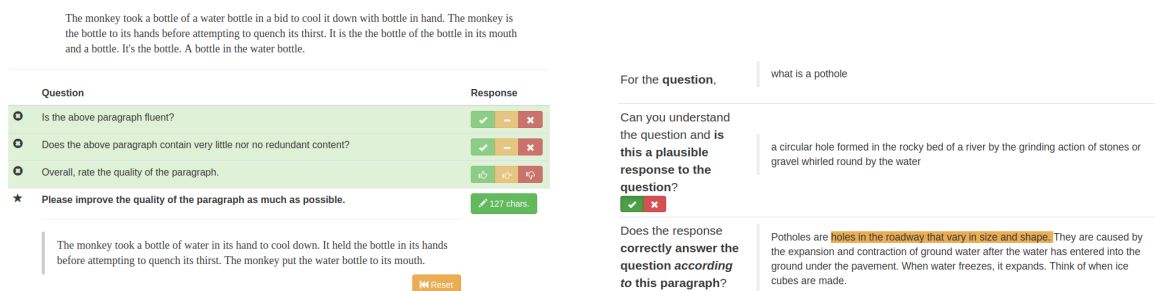 The monkey took a bottle of a water bottle in a bid to cool it down with bottle in hand. The monkey is
the bottle to its hands before attempting to quench its thirst. It is the the bottle of the bottle in its mouth
and a bottle. It's the bottle. A bottle in the water bottle.
Question Response
Is the above paragraph fluent?
Does the above paragraph contain very little nor no redundant content?
Overall, rate the quality of the paragraph.
Please improve the quality of the paragraph as much as possible. 127 chars.
The monkey took a bottle of water in its hand to cool down. It held the bottle in its hands
before attempting to quench its thirst. The monkey put the water bottle to its mouth.
Reset
For the question,
what is a pothole
Can you understand
the question and is
this a plausible
response to the
question?
a circular hole formed in the rocky bed of a river by the grinding action of stones or
gravel whirled round by the water
Does the response
correctly answer the
question according
to this paragraph?
Potholes are holes in the roadway that vary in size and shape. They are caused by
the expansion and contraction of ground water after the water has entered into the
ground under the pavement. When water freezes, it expands. Think of when ice
cubes are made.